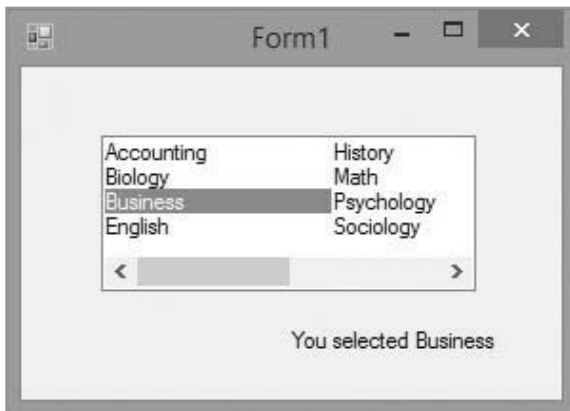 Form1
Accounting
Biology
Business
English
History
Math
Psychology
Sociology
You selected Business